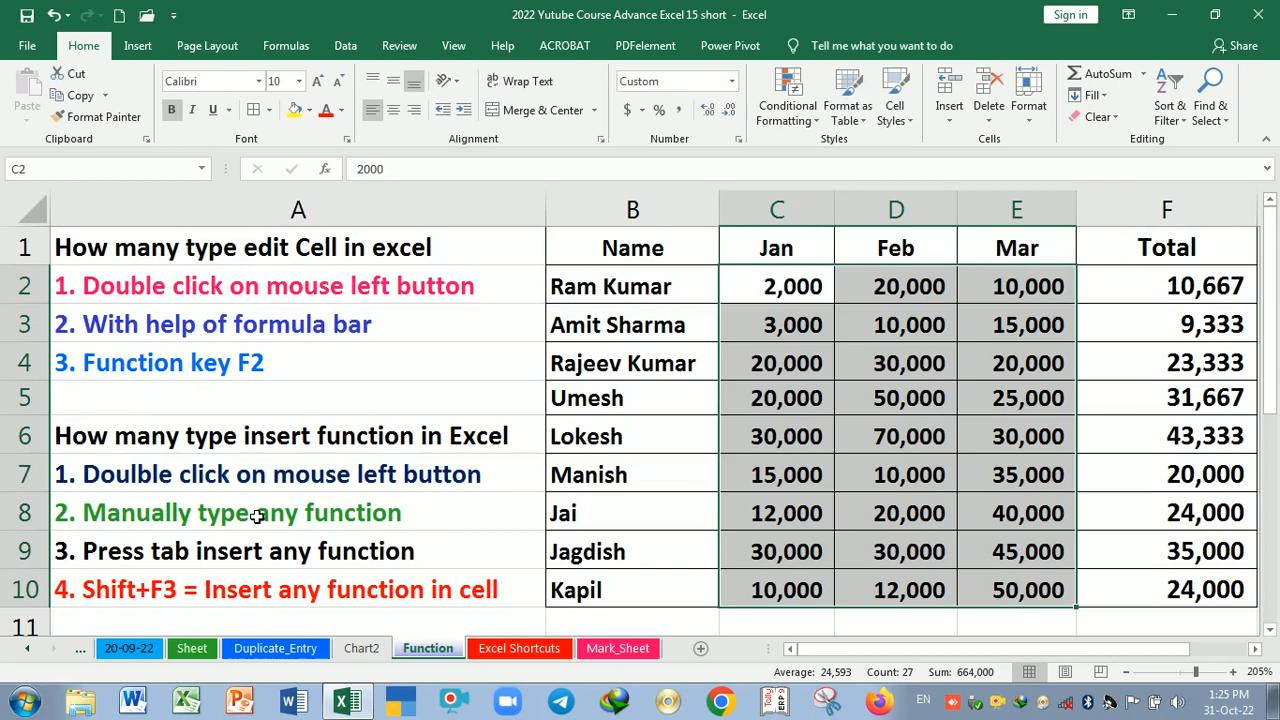 2022 Yutube Course Advance Excel 15 short - Excel
Sign in
File Home Insert Page Layout Formulas Data Review View Help ACROBAT PDFelement Power Pivot Tell me what you want to do Share
Paste
Cut
Copy
Format Painter
Clipboard
Calibri 10
B I U
Font
Wrap Text
Merge & Center
Alignment
Custom
$ % ,
Number
Conditional Formatting
Format as Table
Cell Styles
Styles
Insert Delete Format
Cells
AutoSum
Fill
Clear
Sort & Filter
Find & Select
Editing
C2 fx 2000
A B C D E F
1 How many type edit Cell in excel Name Jan Feb Mar Total
2 1. Double click on mouse left button Ram Kumar 2,000 20,000 10,000 10,667
3 2. With help of formula bar Amit Sharma 3,000 10,000 15,000 9,333
4 3. Function key F2 Rajeev Kumar 20,000 30,000 20,000 23,333
5 Umesh 20,000 50,000 25,000 31,667
6 How many type insert function in Excel Lokesh 30,000 70,000 30,000 43,333
7 1. Doulble click on mouse left button Manish 15,000 10,000 35,000 20,000
8 2. Manually type any function Jai 12,000 20,000 40,000 24,000
9 3. Press tab insert any function Jagdish 30,000 30,000 45,000 35,000
10 4. Shift+F3 = Insert any function in cell Kapil 10,000 12,000 50,000 24,000
11
... 20-09-22 Sheet Duplicate_Entry Chart2 Function Excel Shortcuts Mark_Sheet
Average: 24,593 Count: 27 Sum: 664,000 205%
EN 1:25 PM
31-Oct-22